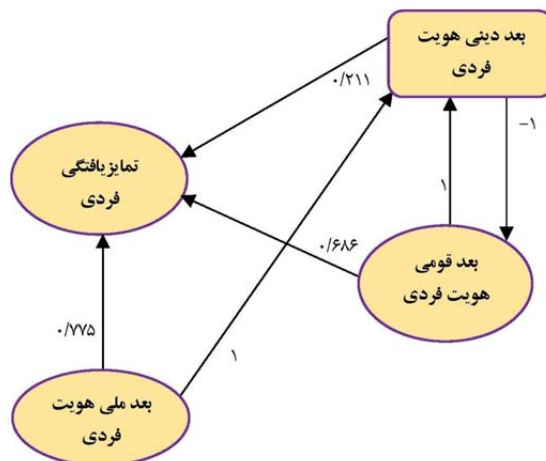 بعد دینی هویت
فردی
۰/۲۱۱
-۱
تمایزیافتگی
فردی
۱
۰/۶۸۶
بعد قومی
هویت فردی
۰/۷۷۵
۱
بعد ملی هویت
فردی